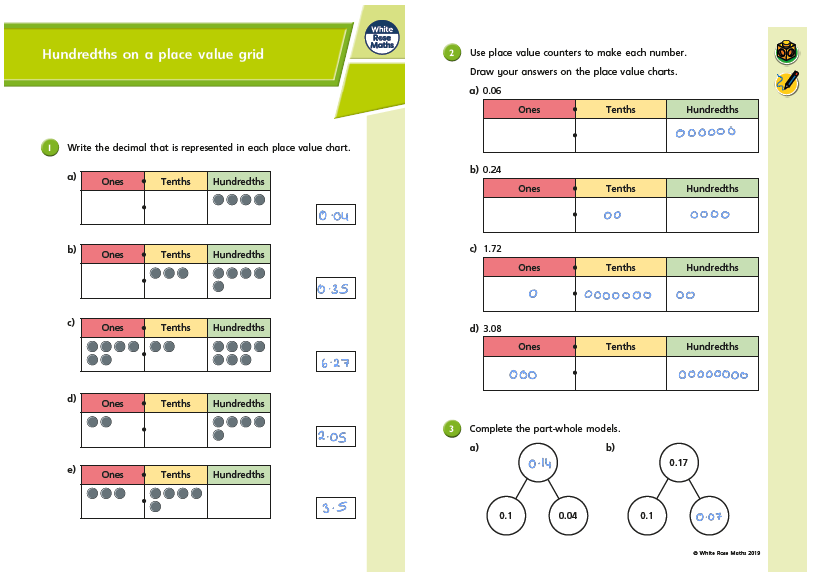 Hundredths on a place value grid
White
Rose
Maths
1 Write the decimal that is represented in each place value chart.
a)
Ones Tenths Hundredths
0.04
b)
Ones Tenths Hundredths
0.35
c)
Ones Tenths Hundredths
6.27
d)
Ones Tenths Hundredths
2.05
e)
Ones Tenths Hundredths
3.5
2 Use place value counters to make each number.
Draw your answers on the place value charts.
a) 0.06
Ones Tenths Hundredths
b) 0.24
Ones Tenths Hundredths
c) 1.72
Ones Tenths Hundredths
d) 3.08
Ones Tenths Hundredths
3 Complete the part-whole models.
a)
0.14
0.1 0.04
b)
0.17
0.1 0.07
© White Rose Maths 2019